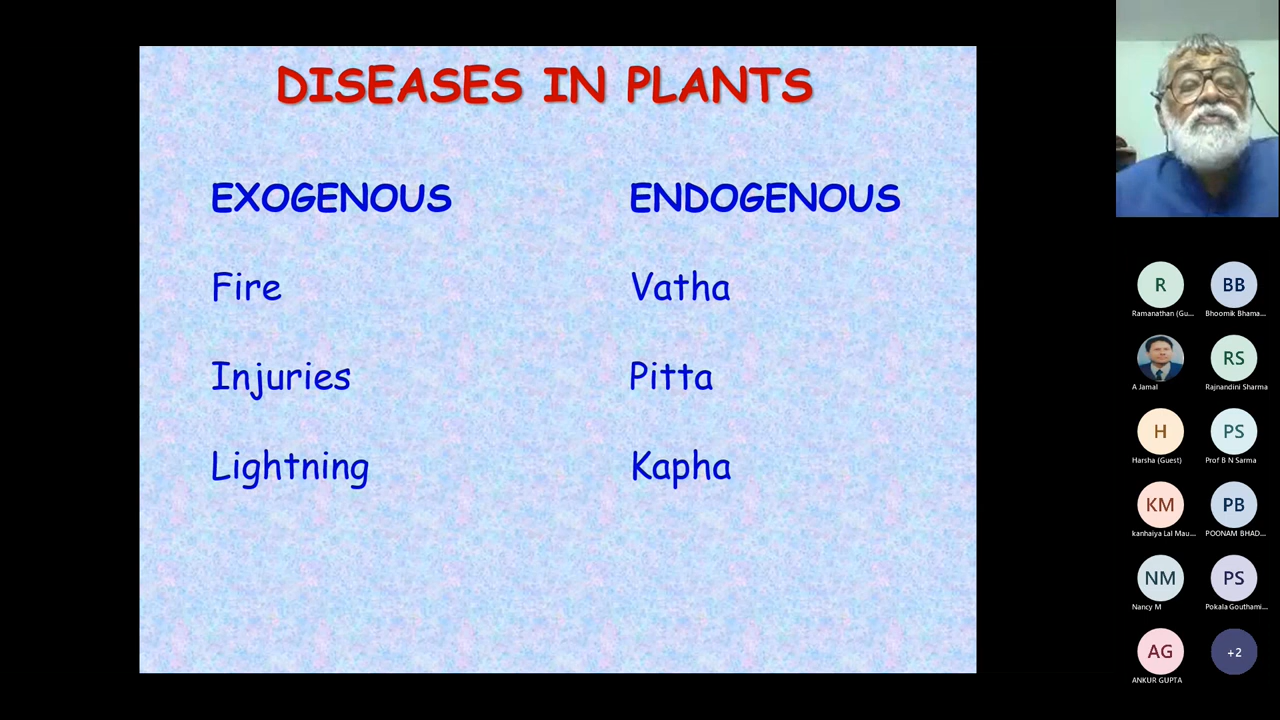 DISEASES IN PLANTS
EXOGENOUS
Fire
Injuries
Lightning
ENDOGENOUS
Vatha
Pitta
Kapha
R
Ramanathan (Gu...
BB
Bhoomik Bhama...
A Jamal
RS
Rajnandini Sharma
H
Harsha (Guest)
PS
Prof B N Sarma
KM
kanhaiya Lal Mau...
PB
POONAM BHAD...
NM
Nancy M
PS
Pokala Gouthami...
AG
ANKUR GUPTA
+2